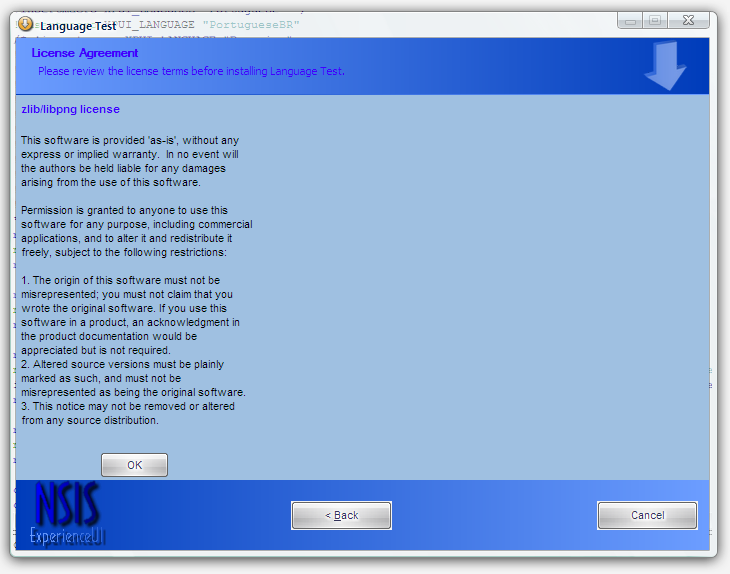 XPUI_LANGUAGE "PortugueseBR"
Language Test
License Agreement
Please review the license terms before installing Language Test.
zlib/libpng license
This software is provided 'as-is', without any
express or implied warranty.  In no event will
the authors be held liable for any damages
arising from the use of this software.
Permission is granted to anyone to use this
software for any purpose, including commercial
applications, and to alter it and redistribute it
freely, subject to the following restrictions:
1. The origin of this software must not be
misrepresented; you must not claim that you
wrote the original software. If you use this
software in a product, an acknowledgment in
the product documentation would be
appreciated but is not required.
2. Altered source versions must be plainly
marked as such, and must not be
misrepresented as being the original software.
3. This notice may not be removed or altered
from any source distribution.
OK
NSIS
ExperienceUI
< Back
Cancel